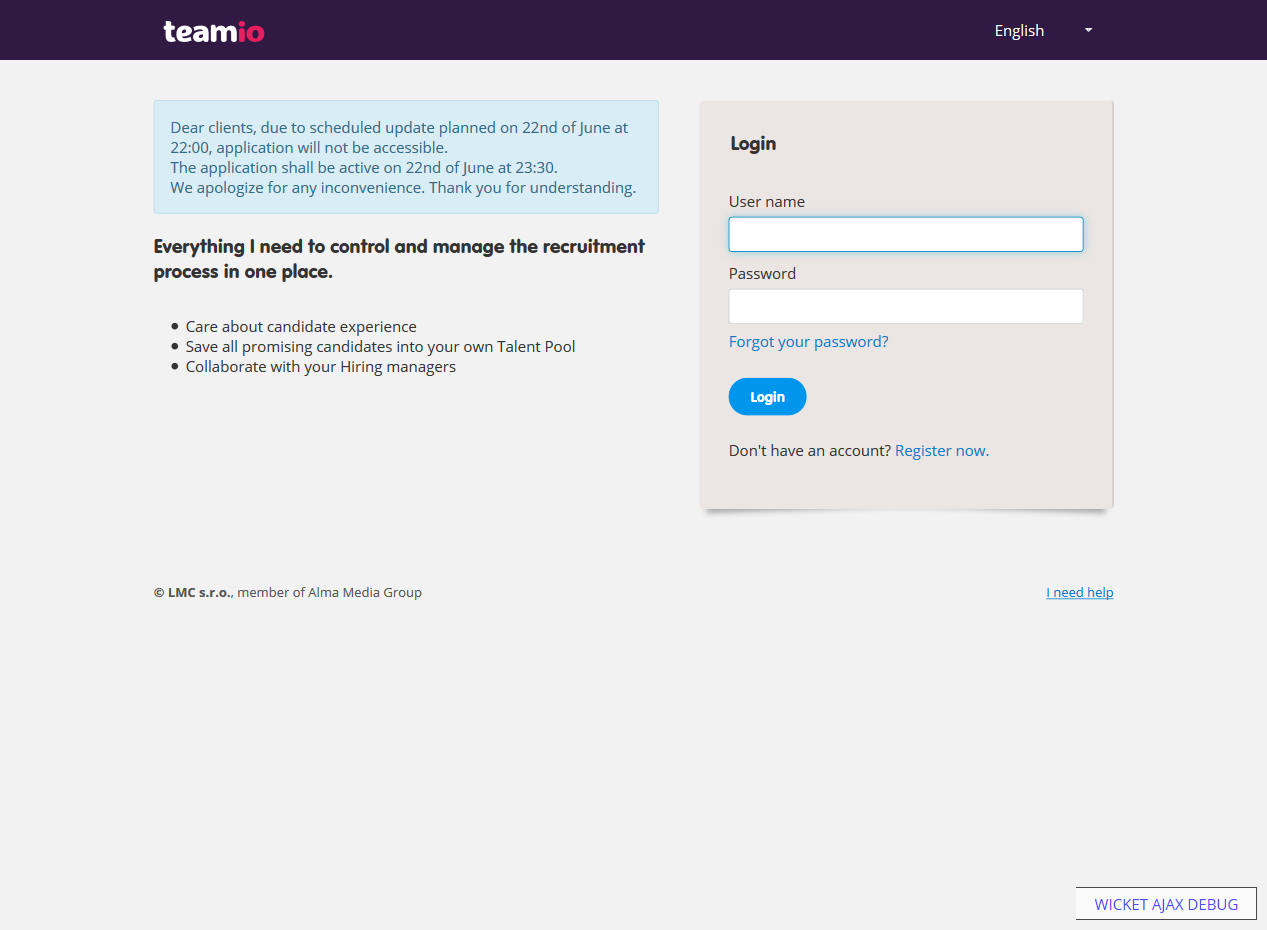 teamio
English
Dear clients, due to scheduled update planned on 22nd of June at
22:00, application will not be accessible.
The application shall be active on 22nd of June at 23:30.
We apologize for any inconvenience. Thank you for understanding.
Everything I need to control and manage the recruitment
process in one place.
Care about candidate experience
Save all promising candidates into your own Talent Pool
Collaborate with your Hiring managers
Login
User name
Password
Forgot your password?
Login
Don't have an account? Register now.
© LMC s.r.o., member of Alma Media Group
I need help
WICKET AJAX DEBUG